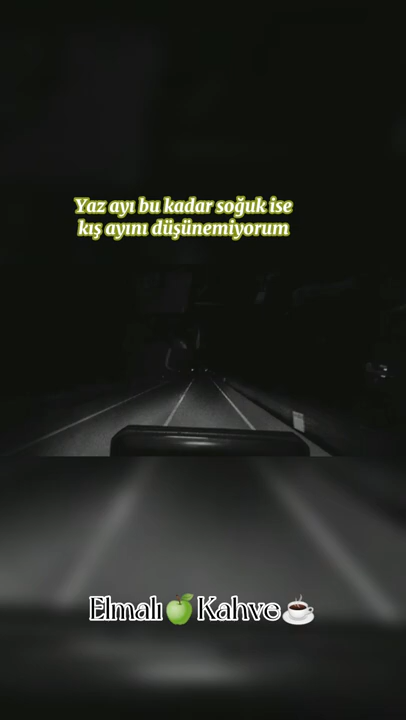 Yaz ayı bu kadar soğuk ise
kış ayını düşünemiyorum
Elmalı🍏Kahve☕